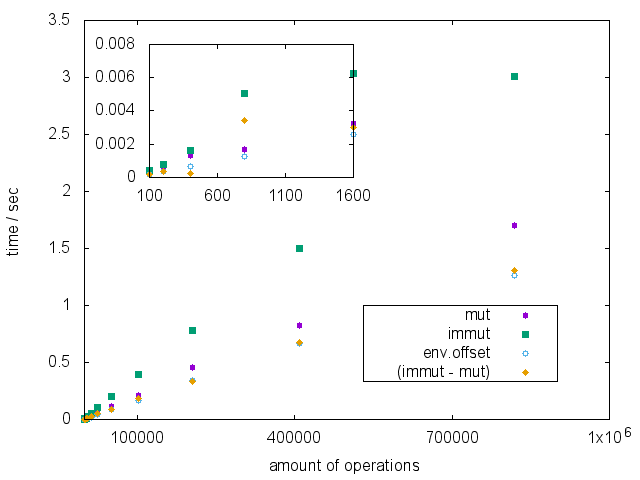 3.5
3
2.5
2
1.5
1
0.5
0
time / sec
0.008
0.006
0.004
0.002
0
100 600 1100 1600
mut
immut
env.offset
(immut - mut)
100000 400000 700000 1x10^6
amount of operations